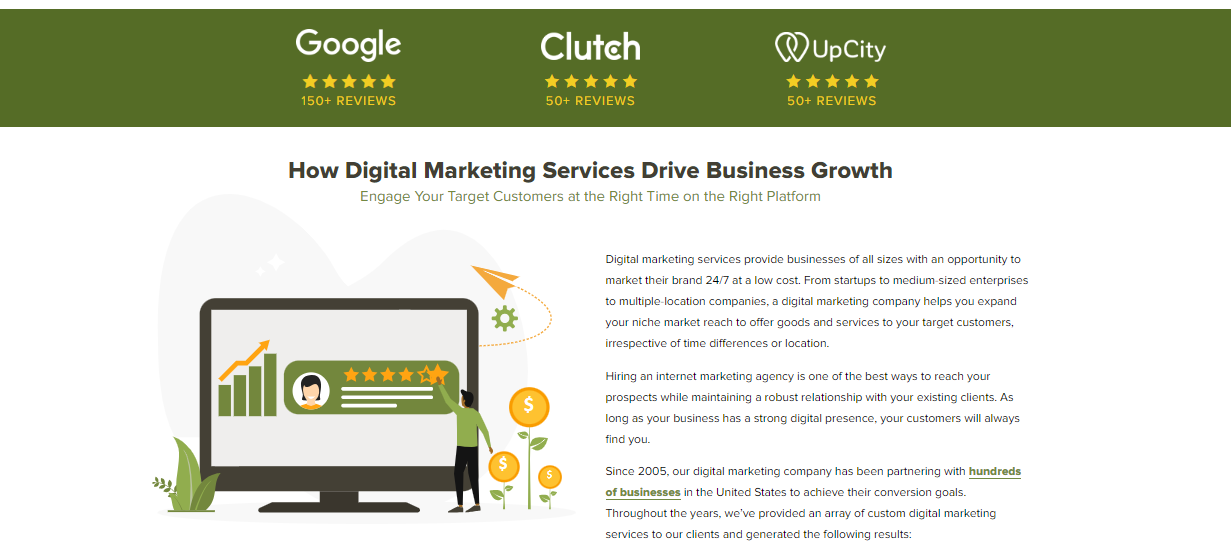 Google
Clutch
UpCity
150+ REVIEWS
50+ REVIEWS
50+ REVIEWS
How Digital Marketing Services Drive Business Growth
Engage Your Target Customers at the Right Time on the Right Platform
Digital marketing services provide businesses of all sizes with an opportunity to
market their brand 24/7 at a low cost. From startups to medium-sized enterprises
to multiple-location companies, a digital marketing company helps you expand
your niche market reach to offer goods and services to your target customers,
irrespective of time differences or location.
Hiring an internet marketing agency is one of the best ways to reach your
prospects while maintaining a robust relationship with your existing clients. As
long as your business has a strong digital presence, your customers will always
find you.
Since 2005, our digital marketing company has been partnering with hundreds
of businesses in the United States to achieve their conversion goals.
Throughout the years, we've provided an array of custom digital marketing
services to our clients and generated the following results:
$
$
$